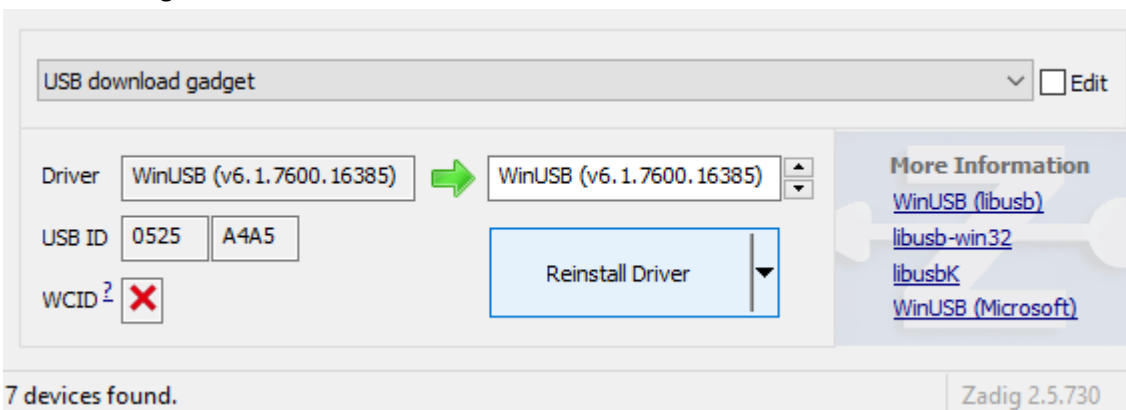 USB download gadget
Edit
Driver
WinUSB (v6.1.7600.16385)
WinUSB (v6.1.7600.16385)
More Information
WinUSB (libusb)
libusb-win32
libusbK
WinUSB (Microsoft)
USB ID
0525
A4A5
WCID ?
Reinstall Driver
7 devices found.
Zadig 2.5.730